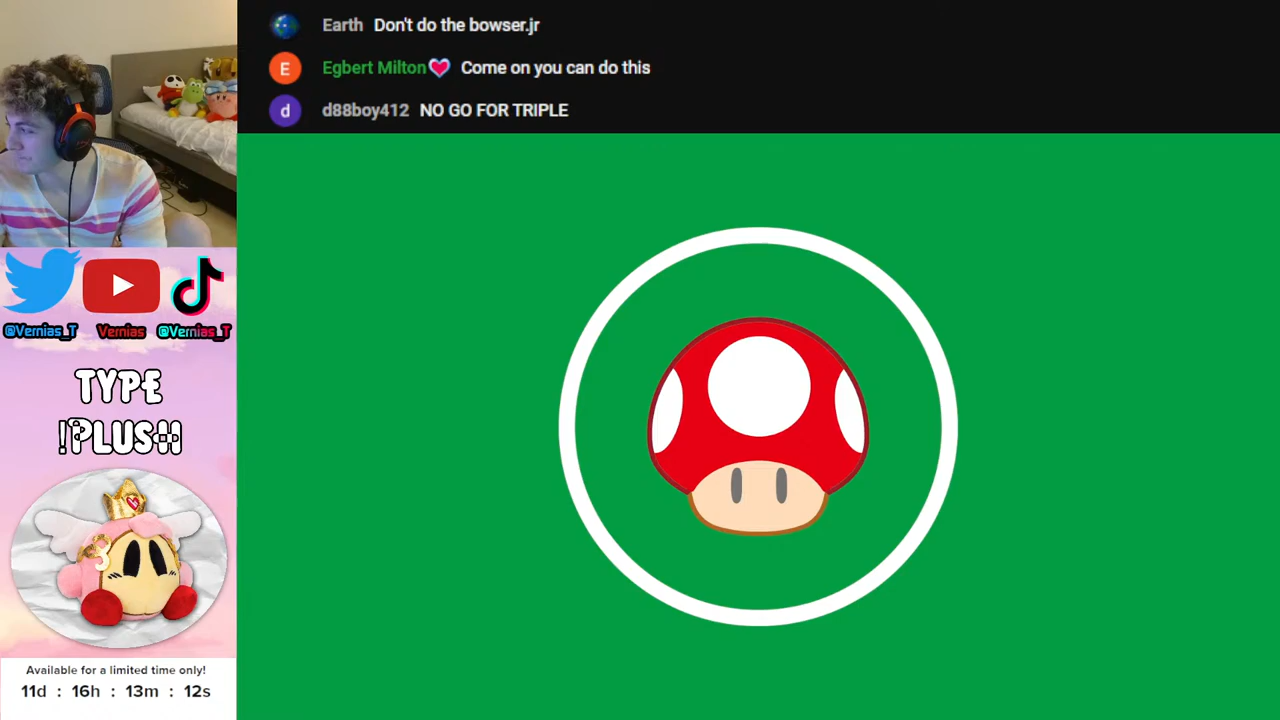 Earth Don't do the bowser.jr
E Egbert Milton Come on you can do this
d d88boy412 NO GO FOR TRIPLE
@Vernias_T Vernias @Vernias_T
TYPE
!PLUSH
Available for a limited time only!
11d : 16h : 13m : 12s